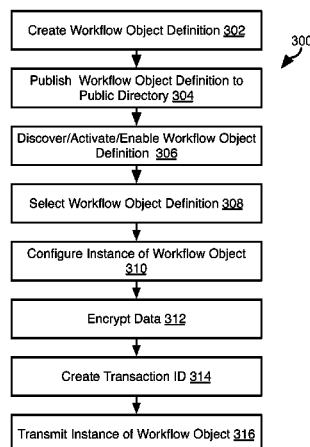 Create Workflow Object Definition 302
300
Publish Workflow Object Definition to
Public Directory 304
Discover/Activate/Enable Workflow Object
Definition 306
Select Workflow Object Definition 308
Configure Instance of Workflow Object
310
Encrypt Data 312
Create Transaction ID 314
Transmit Instance of Workflow Object 316